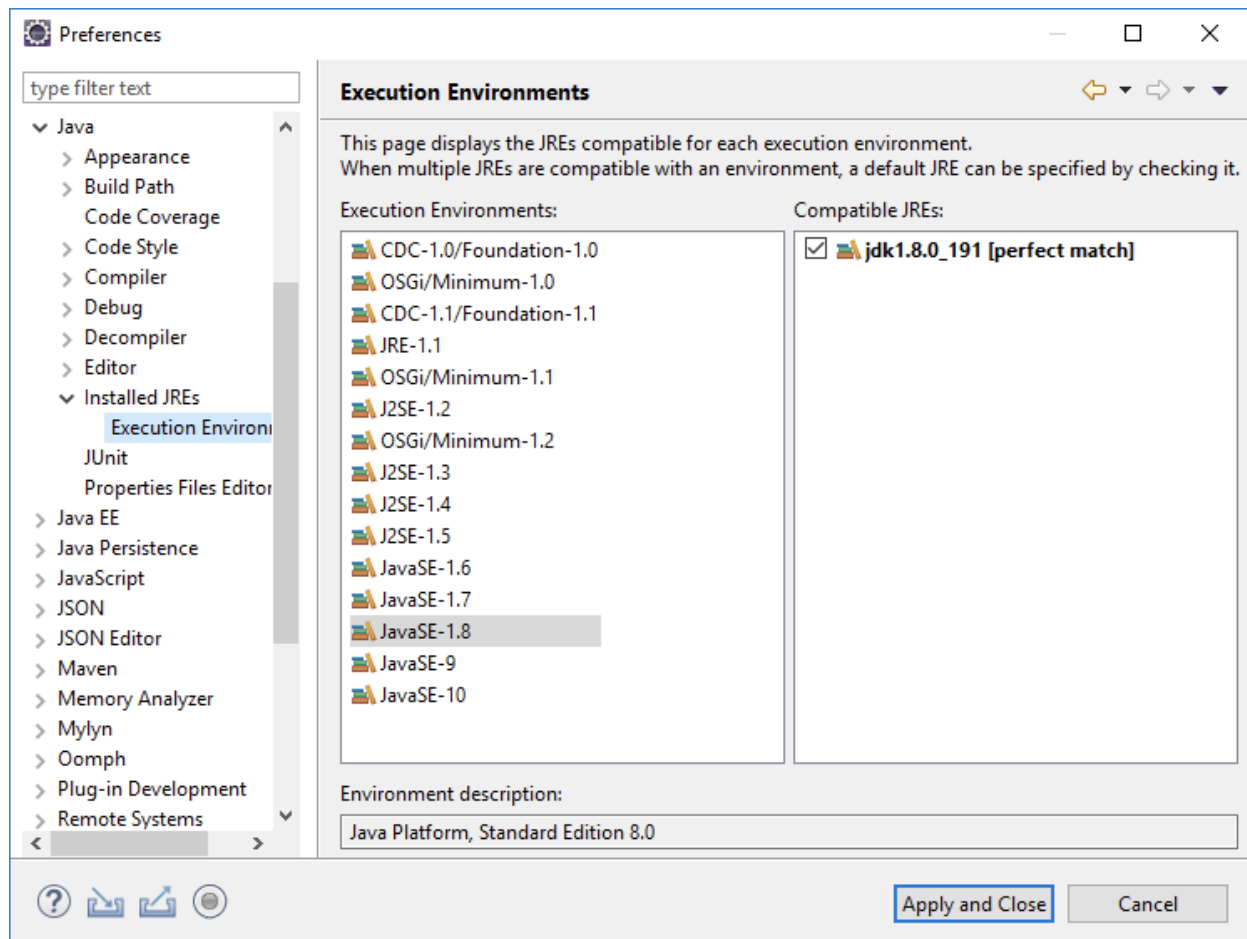 Preferences
type filter text
Java
Appearance
Build Path
Code Coverage
Code Style
Compiler
Debug
Decompiler
Editor
Installed JREs
Execution Environ
JUnit
Properties Files Editor
Java EE
Java Persistence
JavaScript
JSON
JSON Editor
Maven
Memory Analyzer
Mylyn
Oomph
Plug-in Development
Remote Systems
Execution Environments
This page displays the JREs compatible for each execution environment.
When multiple JREs are compatible with an environment, a default JRE can be specified by checking it.
Execution Environments:
CDC-1.0/Foundation-1.0
OSGi/Minimum-1.0
CDC-1.1/Foundation-1.1
JRE-1.1
OSGi/Minimum-1.1
J2SE-1.2
OSGi/Minimum-1.2
J2SE-1.3
J2SE-1.4
J2SE-1.5
JavaSE-1.6
JavaSE-1.7
JavaSE-1.8
JavaSE-9
JavaSE-10
Compatible JREs:
jdk1.8.0_191 [perfect match]
Environment description:
Java Platform, Standard Edition 8.0
Apply and Close
Cancel